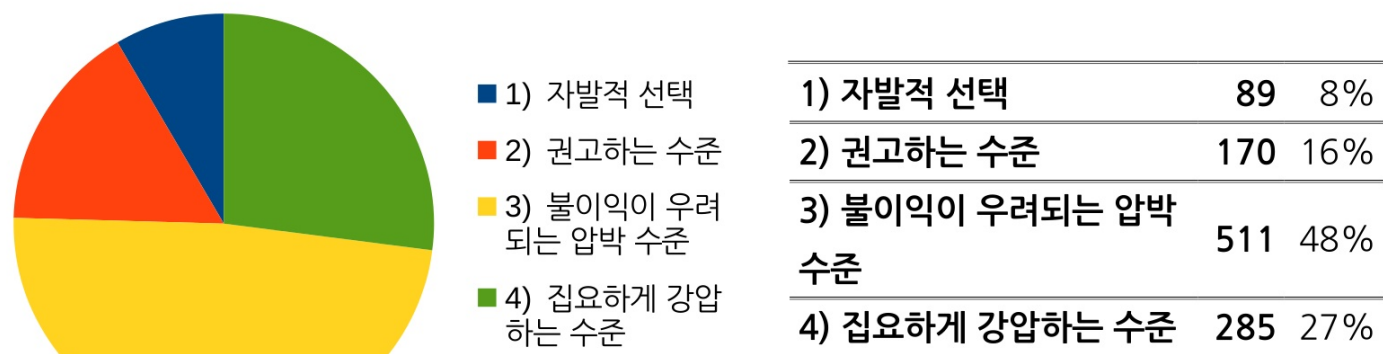 1) 자발적 선택
2) 권고하는 수준
3) 불이익이 우려
되는 압박 수준
4) 집요하게 강압
하는 수준
1) 자발적 선택 89 8%
2) 권고하는 수준 170 16%
3) 불이익이 우려되는 압박
수준 511 48%
4) 집요하게 강압하는 수준 285 27%